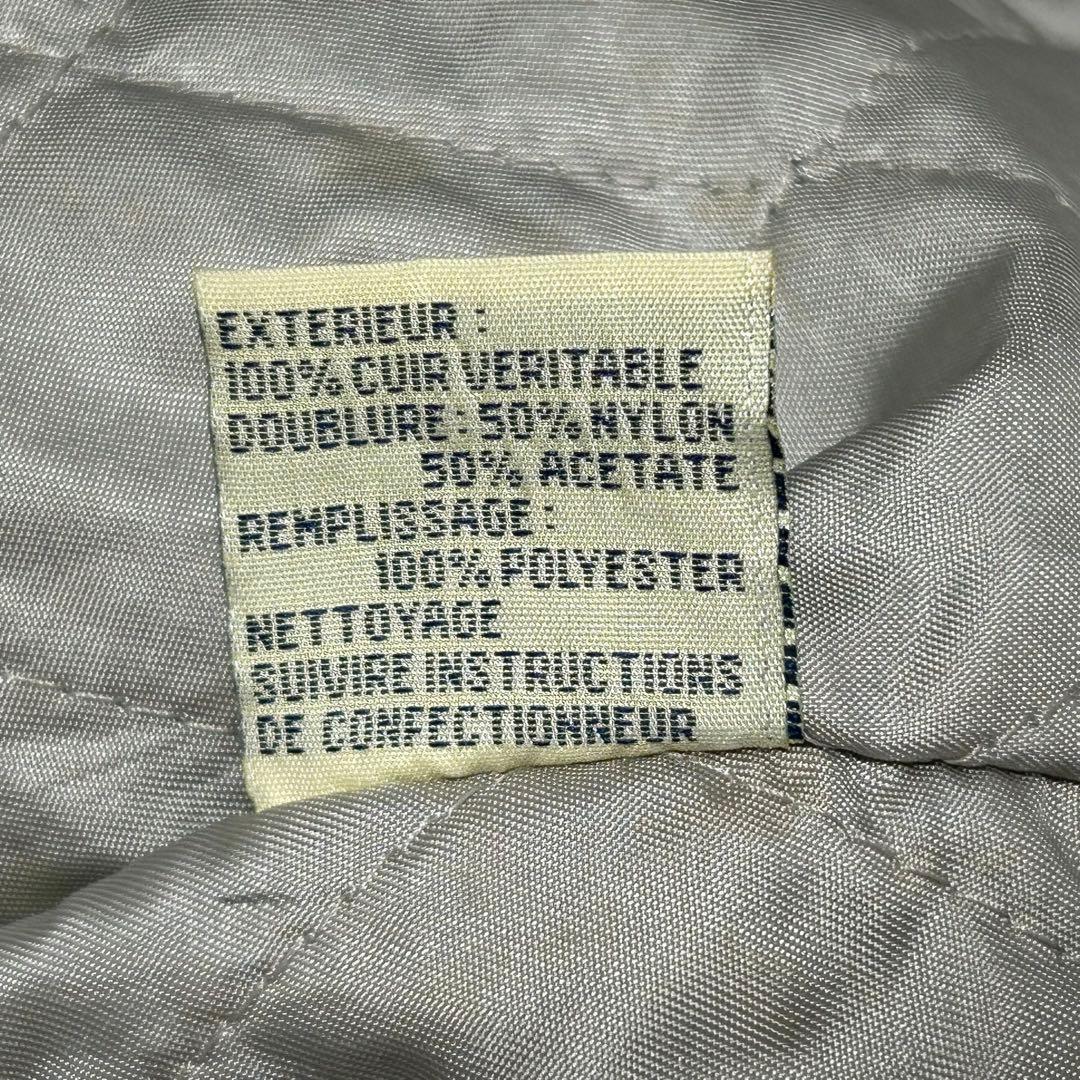 EXTERIEUR :
100% CUIR VERITABLE
DOUBLURE : 50% NYLON
50% ACETATE
REMPLISSAGE :
100% POLYESTER
NETTOYAGE
SUIVIRE INSTRUCTIONS
DE CONFECTIONNEUR